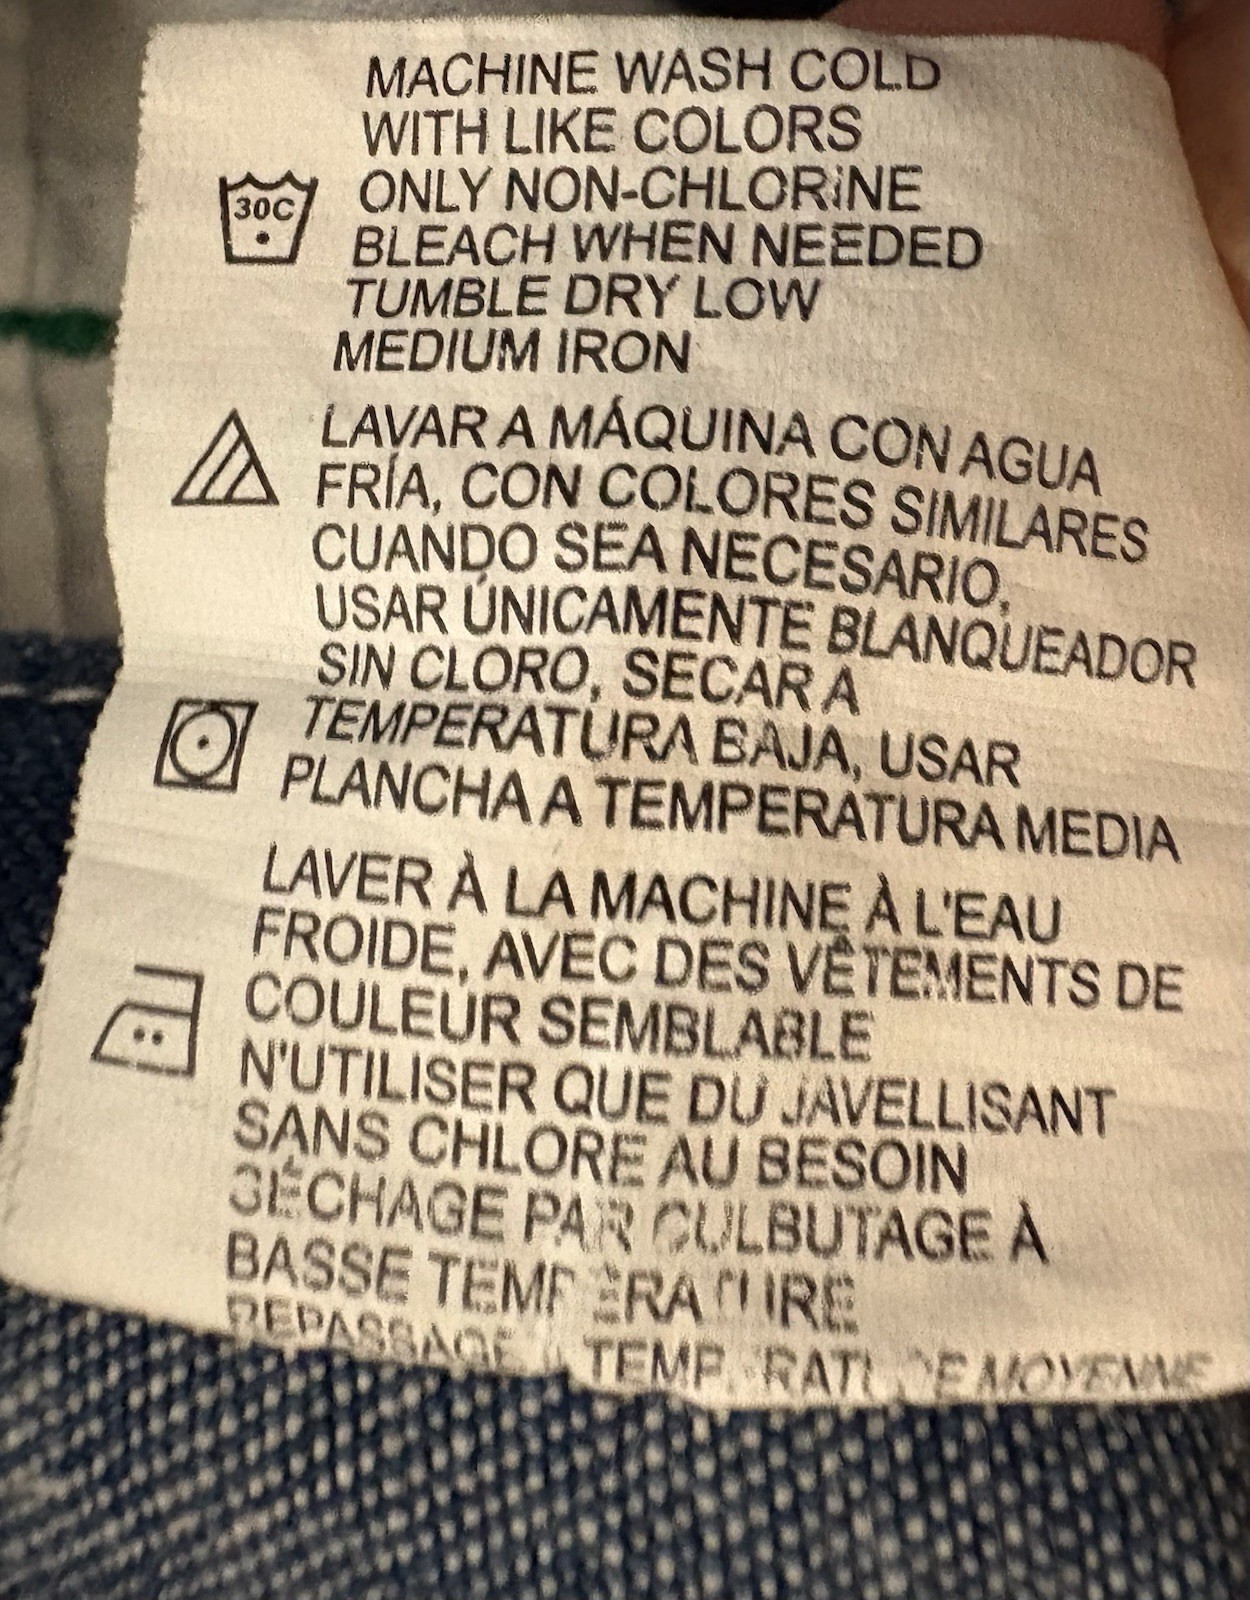 MACHINE WASH COLD
WITH LIKE COLORS
ONLY NON-CHLORINE
BLEACH WHEN NEEDED
TUMBLE DRY LOW
MEDIUM IRON
30C
LAVAR A MÁQUINA CON AGUA
FRÍA, CON COLORES SIMILARES
CUANDO SEA NECESARIO,
USAR ÚNICAMENTE BLANQUEADOR
SIN CLORO, SECAR A
TEMPERATURA BAJA, USAR
PLANCHA A TEMPERATURA MEDIA
LAVER À LA MACHINE À L'EAU
FROIDE, AVEC DES VÊTEMENTS DE
COULEUR SEMBLABLE
N'UTILISER QUE DU JAVELLISANT
SANS CHLORE AU BESOIN
SÉCHAGE PAR CULBUTAGE À
BASSE TEMPÉRATURE
REPASSAGE À TEMPÉRATURE MOYENNE